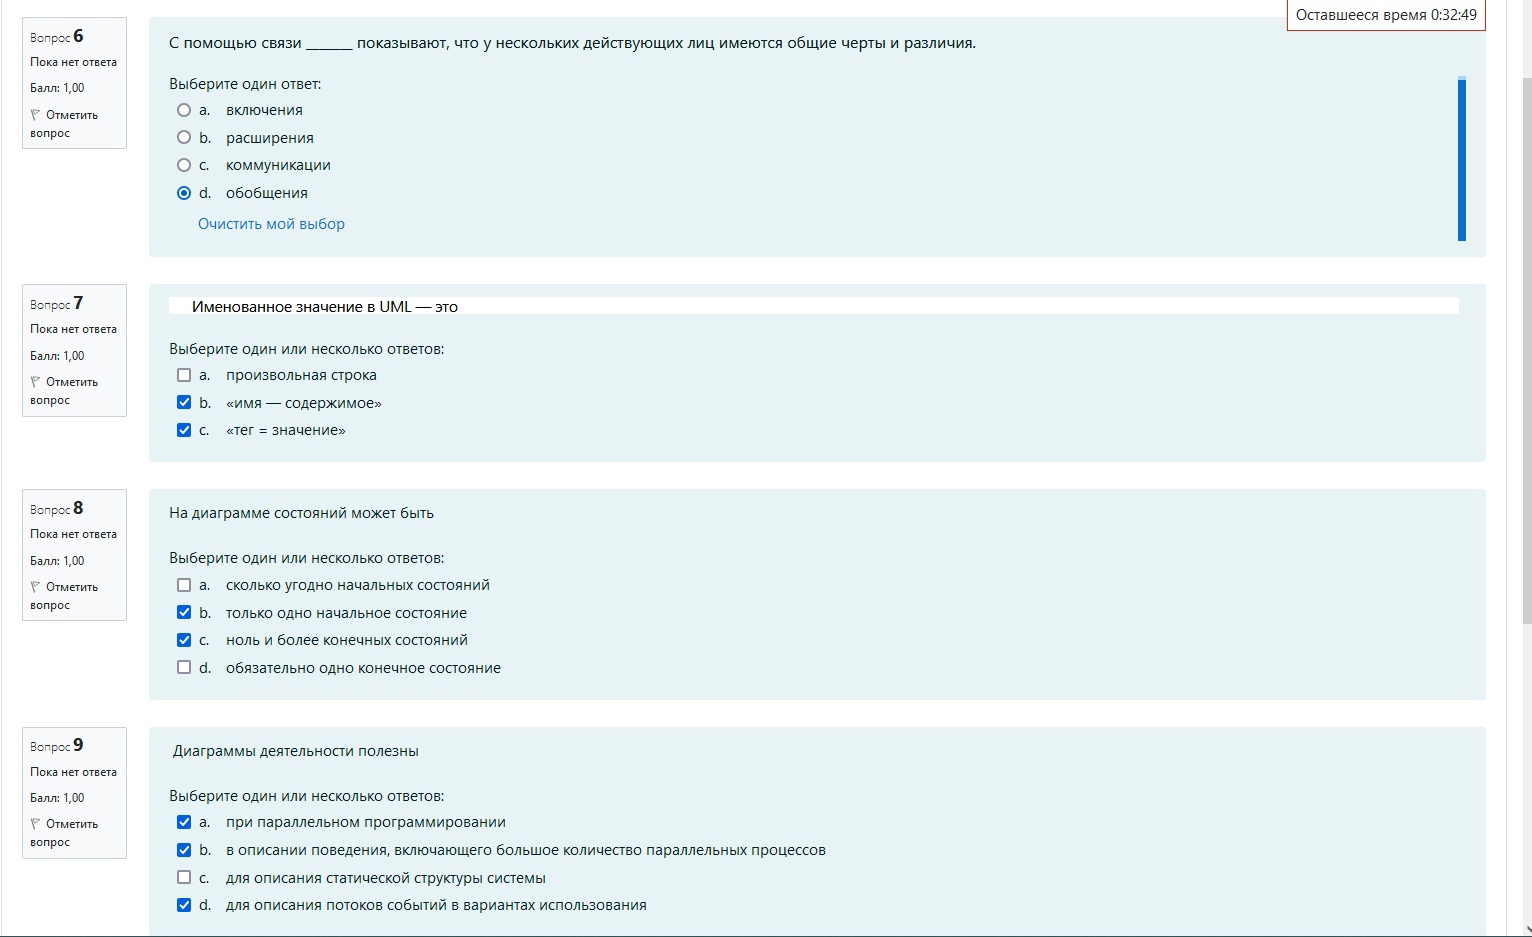 Оставшееся время 0:32:49
Вопрос 6
Пока нет ответа
Балл: 1,00
Отметить
вопрос
С помощью связи ______ показывают, что у нескольких действующих лиц имеются общие черты и различия.
Выберите один ответ:
a. включения
b. расширения
c. коммуникации
d. обобщения
Очистить мой выбор
Вопрос 7
Пока нет ответа
Балл: 1,00
Отметить
вопрос
Именованное значение в UML — это
Выберите один или несколько ответов:
a. произвольная строка
b. «имя — содержимое»
c. «тег = значение»
Вопрос 8
Пока нет ответа
Балл: 1,00
Отметить
вопрос
На диаграмме состояний может быть
Выберите один или несколько ответов:
a. сколько угодно начальных состояний
b. только одно начальное состояние
c. ноль и более конечных состояний
d. обязательно одно конечное состояние
Вопрос 9
Пока нет ответа
Балл: 1,00
Отметить
вопрос
Диаграммы деятельности полезны
Выберите один или несколько ответов:
a. при параллельном программировании
b. в описании поведения, включающего большое количество параллельных процессов
c. для описания статической структуры системы
d. для описания потоков событий в вариантах использования